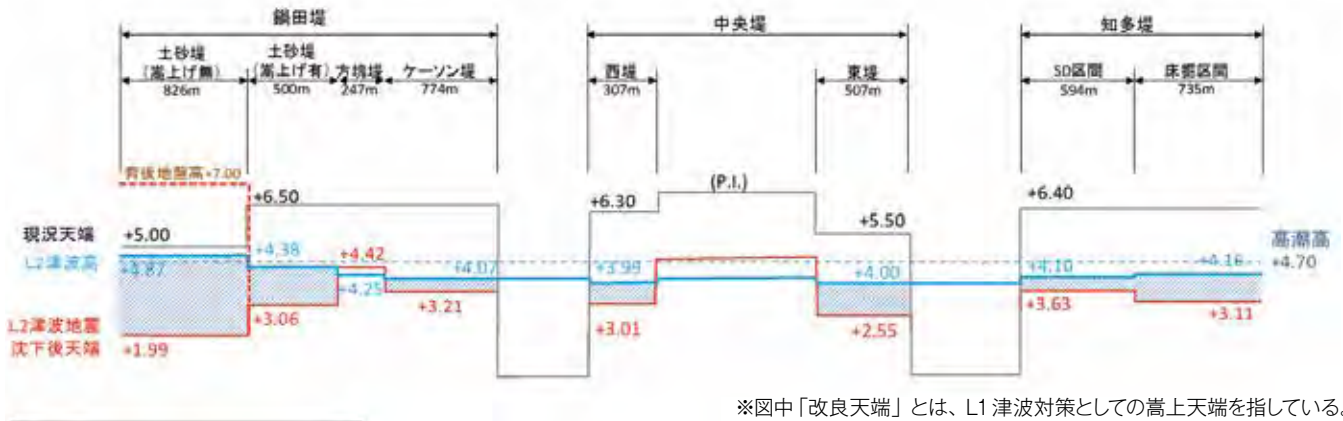 鍋田堤 中央堤 知多堤
土砂堤 土砂堤
(嵩上げ無) (嵩上げ有) 方塊堤 ケーソン堤 西堤 東堤 SD区間 床掘区間
826m 500m 247m 774m 307m 507m 594m 735m
背後地盤高+7.00
+6.50 +6.30 (P.I.) +6.40
現況天端 +5.00 +5.50
L2津波高 +4.87 +4.38 +4.42 +4.07 +3.99 +4.00 +4.10 +4.16 高潮高
+4.25 +4.70
L2津波地震 +3.06 +3.21 +3.01 +2.55 +3.63 +3.11
沈下後天端 +1.99
※図中「改良天端」とは、L1津波対策としての嵩上天端を指している。